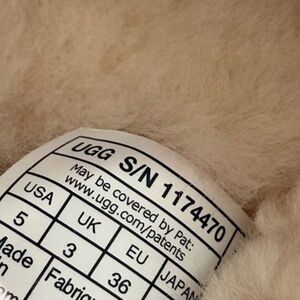 UGG S/N 1174470
May be covered by Pat:
www.ugg.com/patents
USA UK EU JAPAN
5 3 36
Made
in